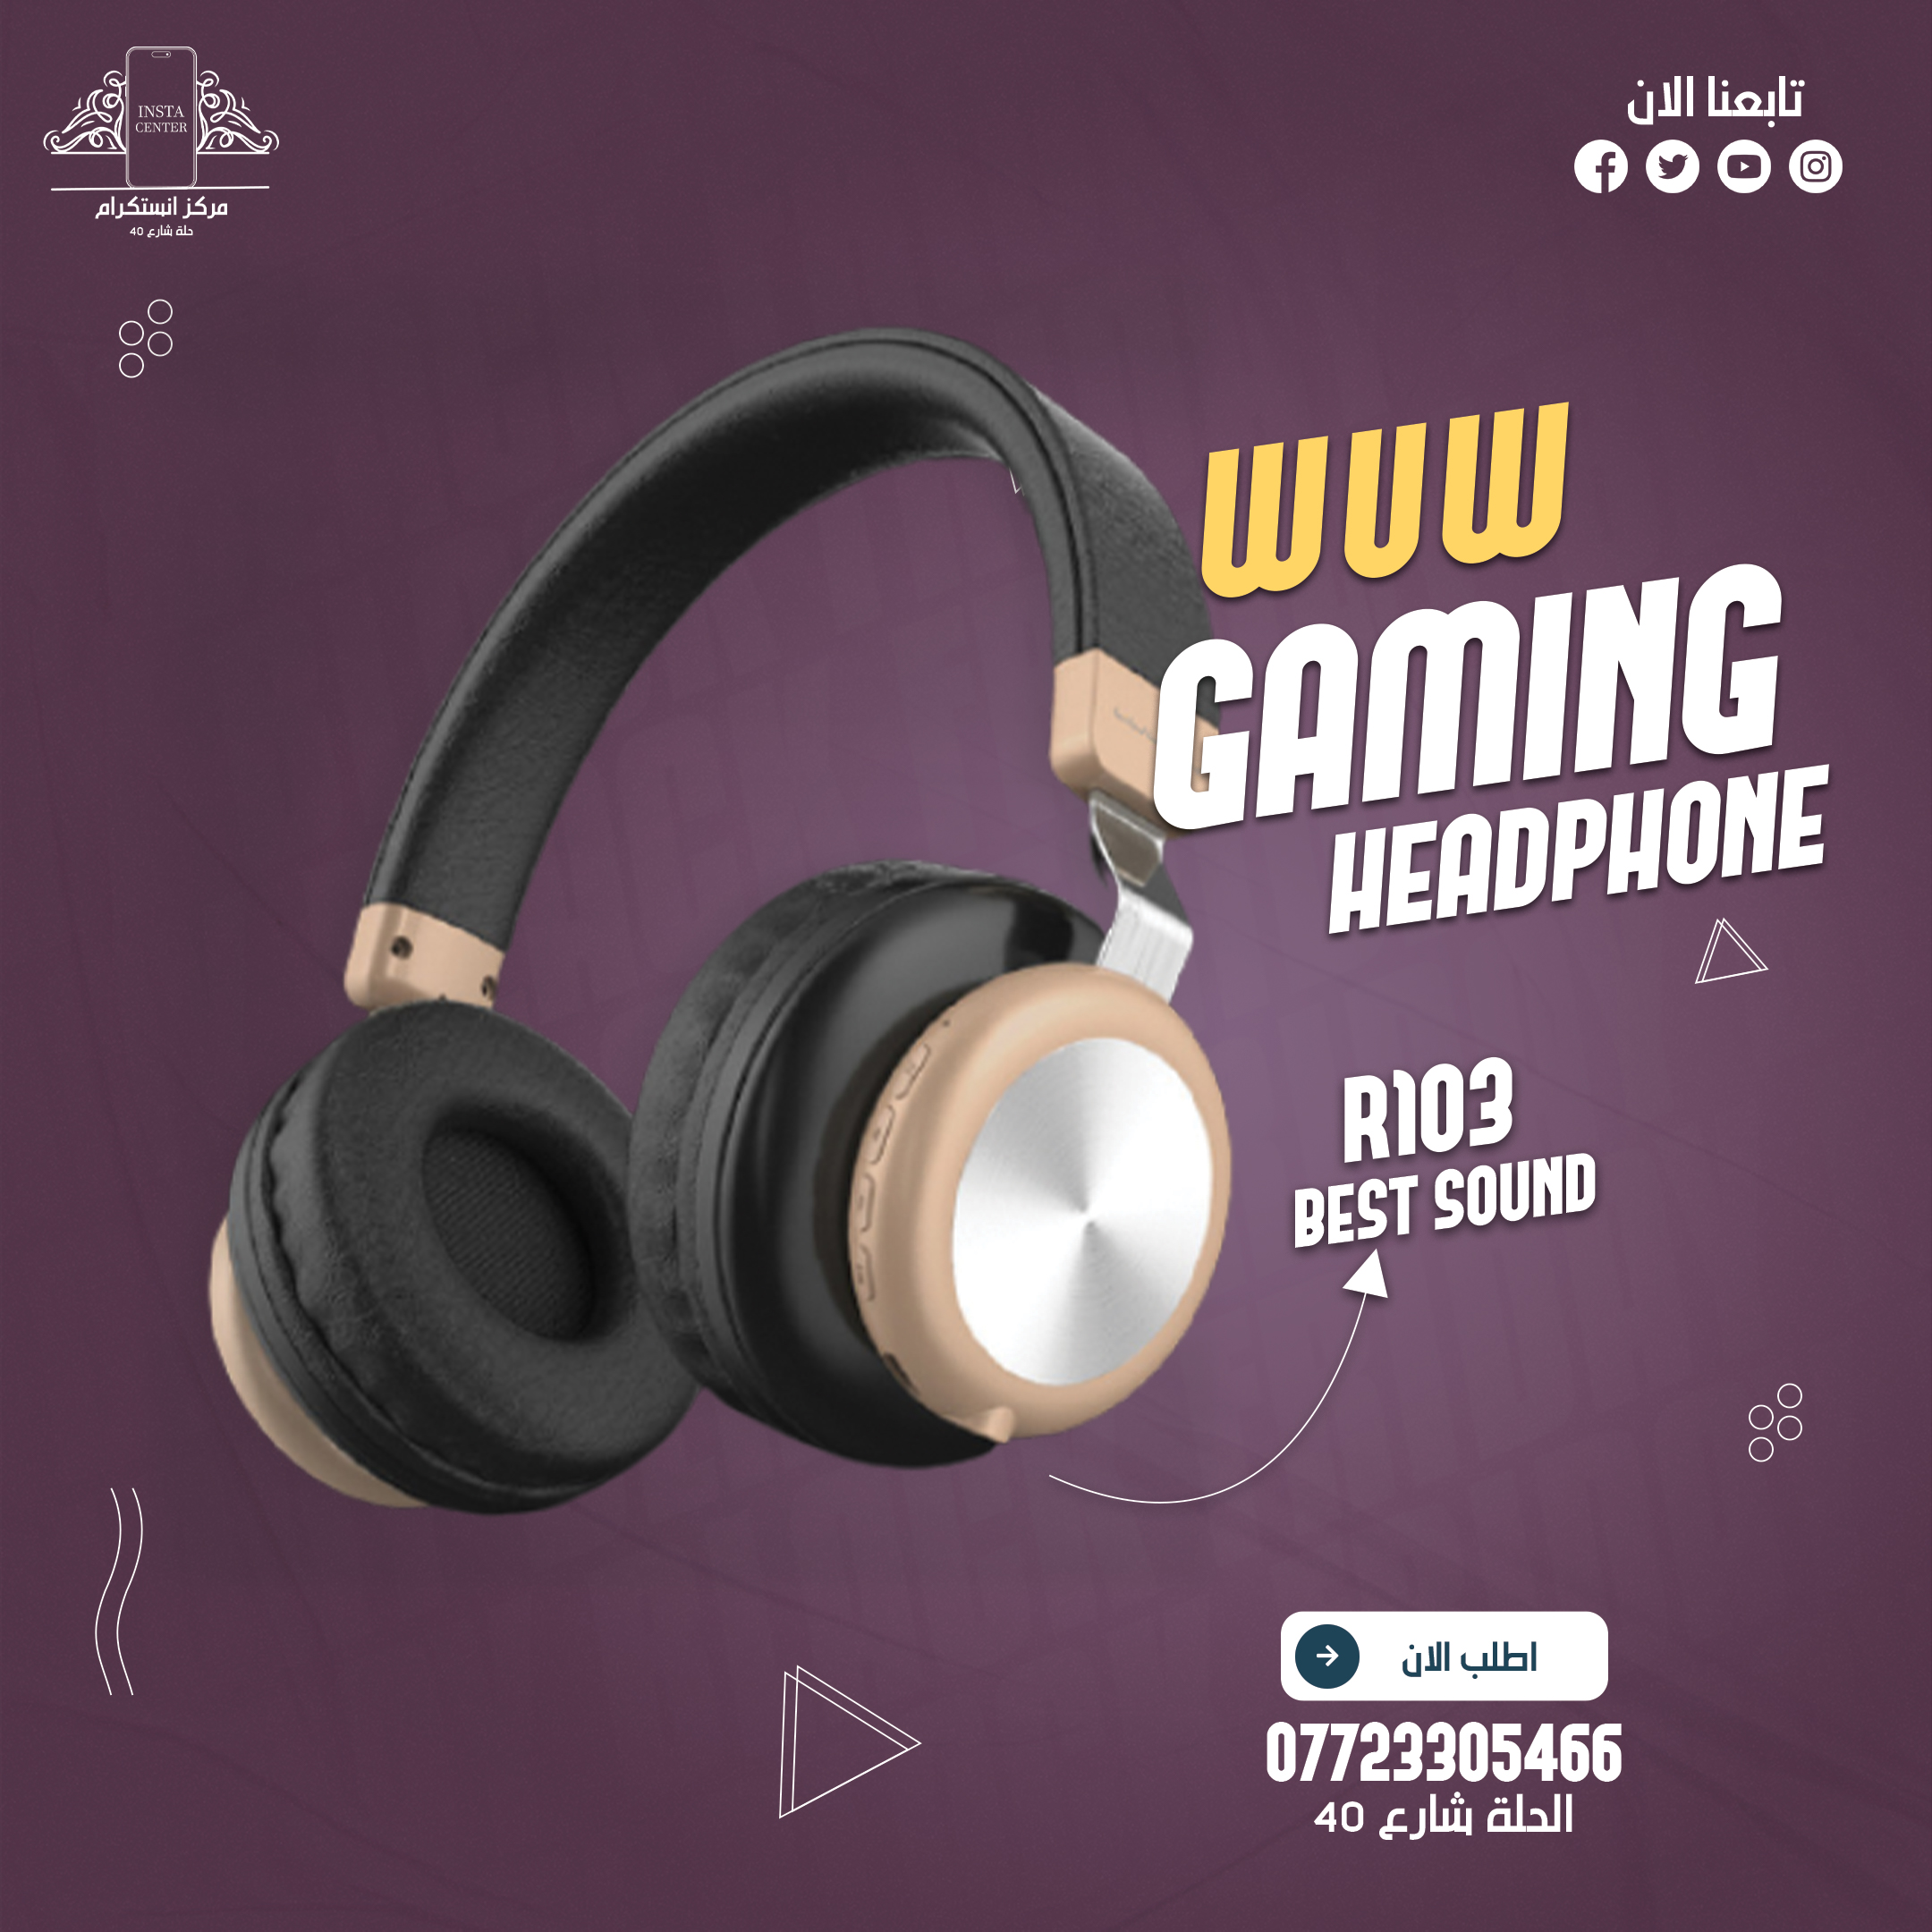 INSTA
CENTER
مركز انستكرام
حلة شارع 40
تابعنا الان
WUW
GAMING
HEADPHONE
R103
BEST SOUND
اطلب الان
07723305466
الحلة شارع 40